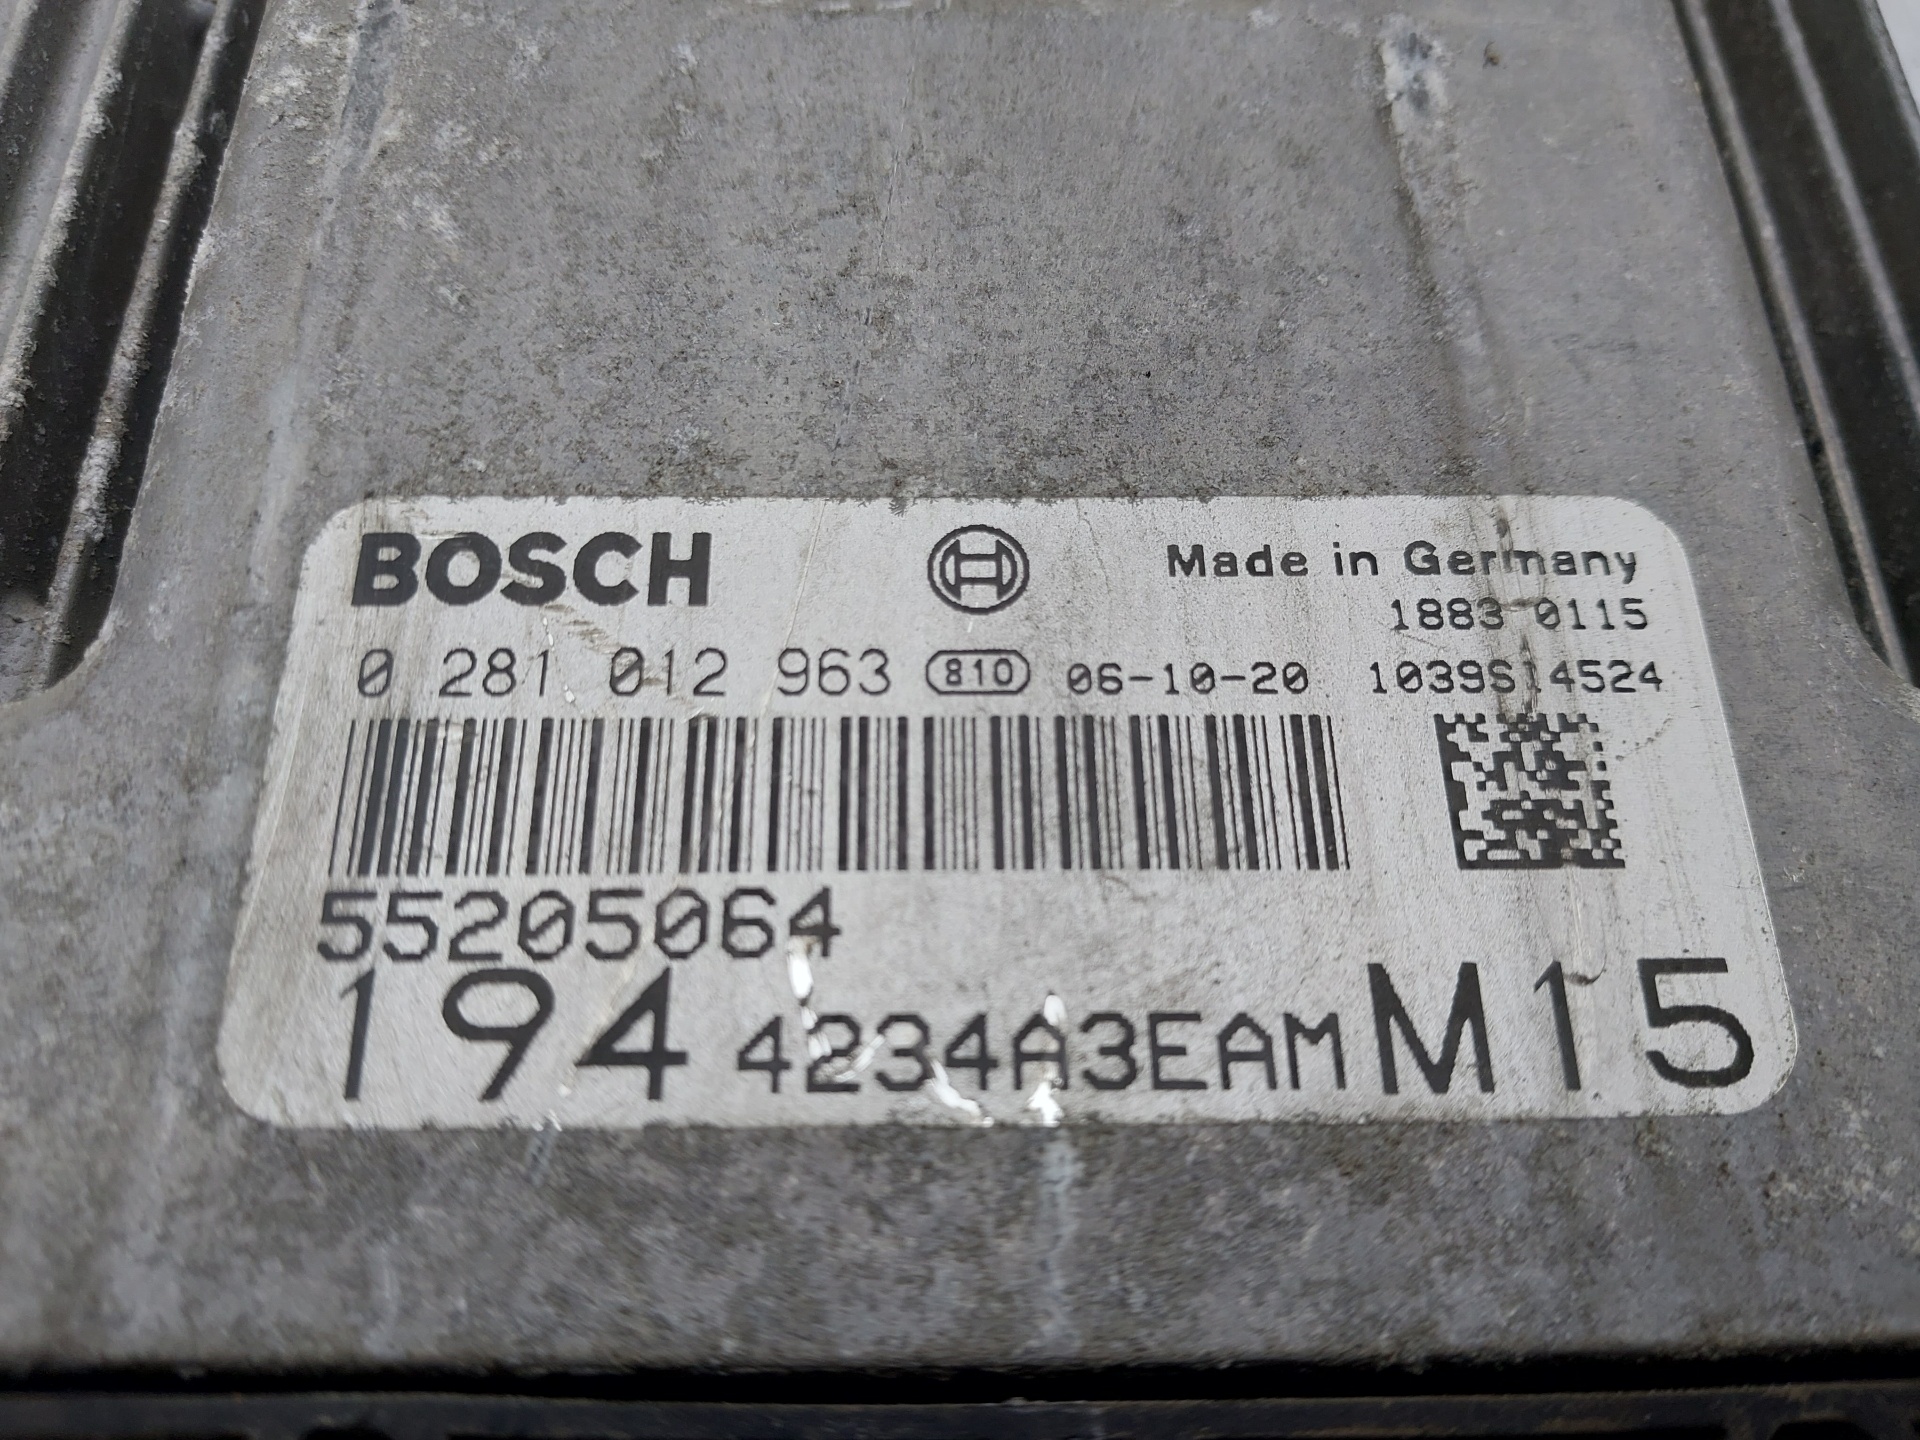 BOSCH Made in Germany
1883 0115
0 281 012 963 810 06-10-20 1039S14524
55205064
194 4234A3EAM M15